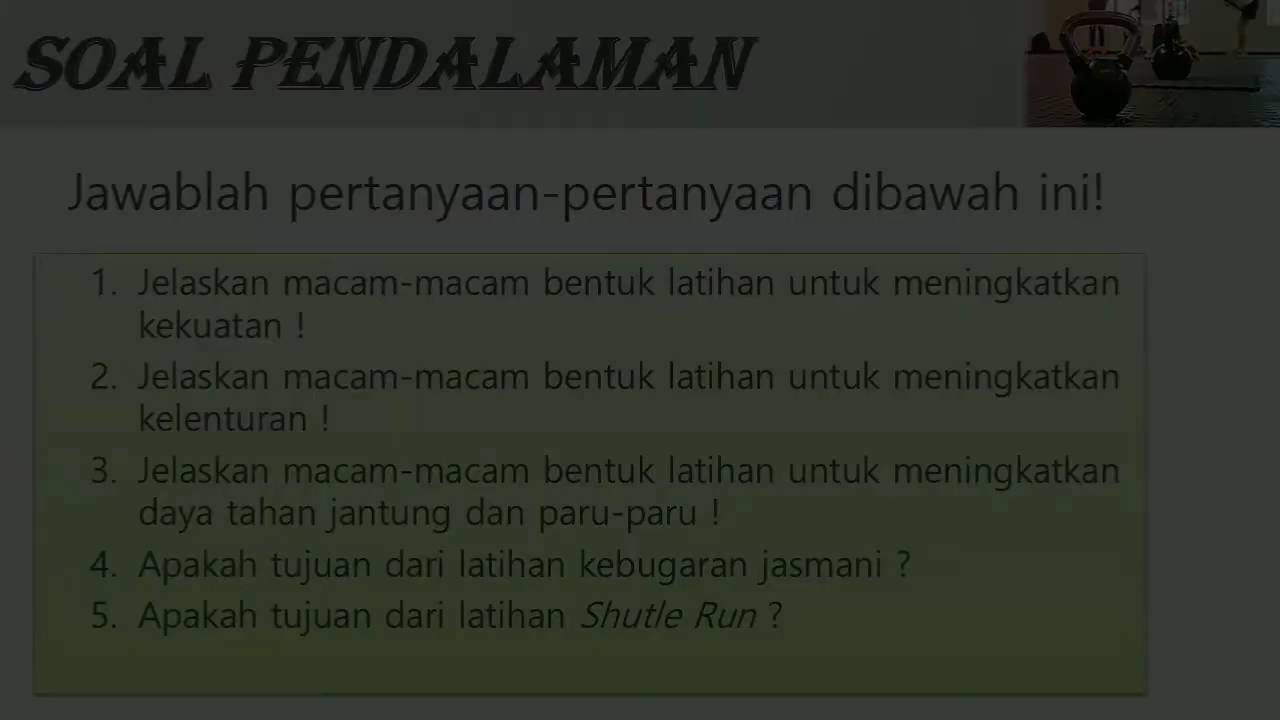 SOAL PENDALAMAN
Jawablah pertanyaan-pertanyaan dibawah ini!
1. Jelaskan macam-macam bentuk latihan untuk meningkatkan
kekuatan !
2. Jelaskan macam-macam bentuk latihan untuk meningkatkan
kelenturan !
3. Jelaskan macam-macam bentuk latihan untuk meningkatkan
daya tahan jantung dan paru-paru !
4. Apakah tujuan dari latihan kebugaran jasmani ?
5. Apakah tujuan dari latihan Shutle Run ?